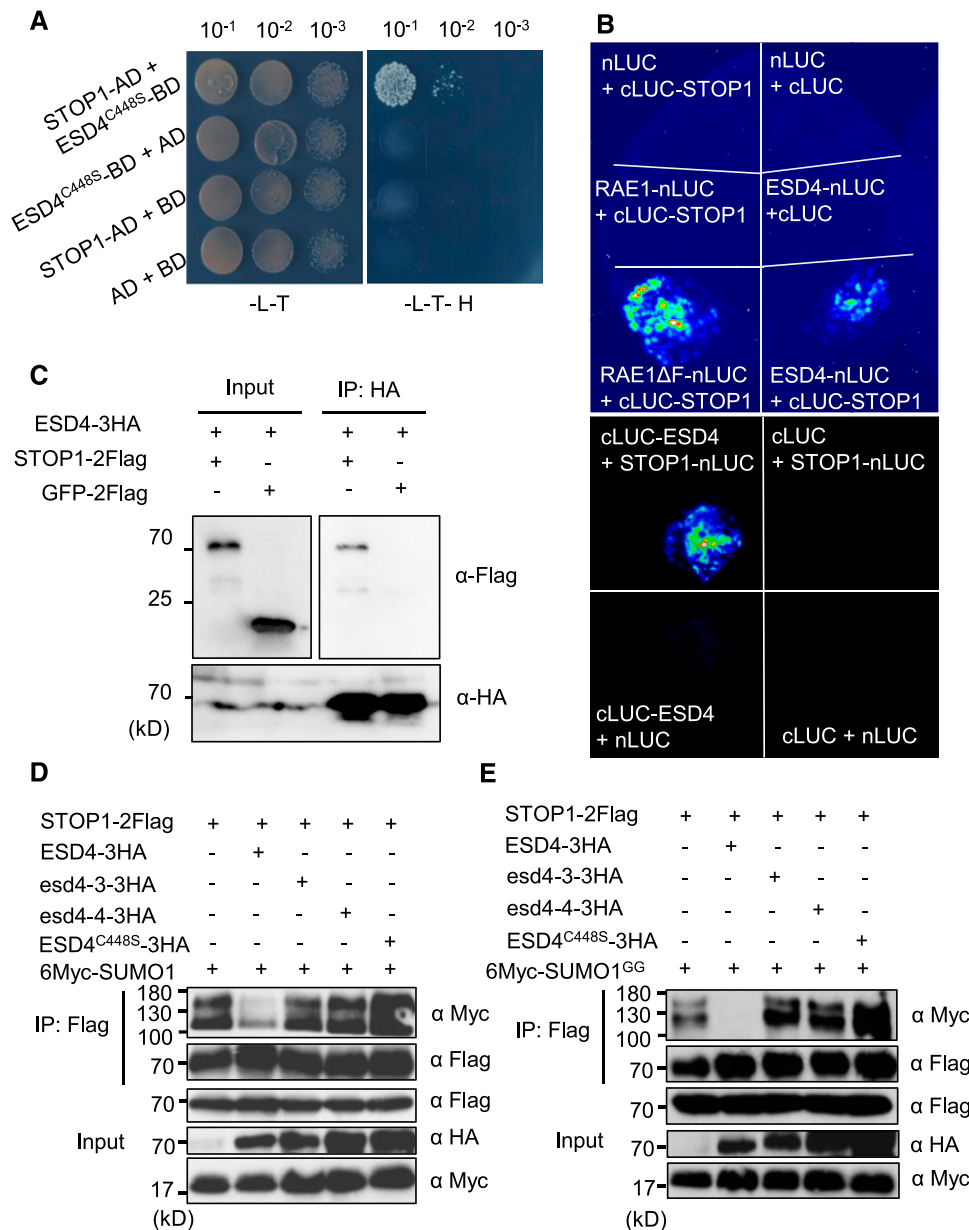 A
10⁻¹ 10⁻² 10⁻³ 10⁻¹ 10⁻² 10⁻³
STOP1-AD +
ESD4ᶜ⁴⁴⁸ˢ-BD
ESD4ᶜ⁴⁴⁸ˢ-BD + AD
STOP1-AD + BD
AD + BD
-L-T
-L-T- H
B
nLUC
+ cLUC-STOP1
nLUC
+ cLUC
RAE1-nLUC
+ cLUC-STOP1
ESD4-nLUC
+cLUC
RAE1ΔF-nLUC
+ cLUC-STOP1
ESD4-nLUC
+ cLUC-STOP1
cLUC-ESD4
+ STOP1-nLUC
cLUC
+ STOP1-nLUC
cLUC-ESD4
+ nLUC
cLUC + nLUC
C
Input IP: HA
ESD4-3HA + + + +
STOP1-2Flag + - + -
GFP-2Flag - + - +
70
25
α-Flag
70
α-HA
(kD)
D
STOP1-2Flag + + + + +
ESD4-3HA - + - - -
esd4-3-3HA - - + - -
esd4-4-3HA - - - + -
ESD4ᶜ⁴⁴⁸ˢ-3HA - - - - +
6Myc-SUMO1 + + + + +
IP: Flag
180
130
100
α Myc
70
α Flag
Input
70
α Flag
70
α HA
17
α Myc
(kD)
E
STOP1-2Flag + + + + +
ESD4-3HA - + - - -
esd4-3-3HA - - + - -
esd4-4-3HA - - - + -
ESD4ᶜ⁴⁴⁸ˢ-3HA - - - - +
6Myc-SUMO1ᴳᴳ + + + + +
IP: Flag
180
130
100
α Myc
70
α Flag
Input
70
α Flag
70
α HA
17
α Myc
(kD)